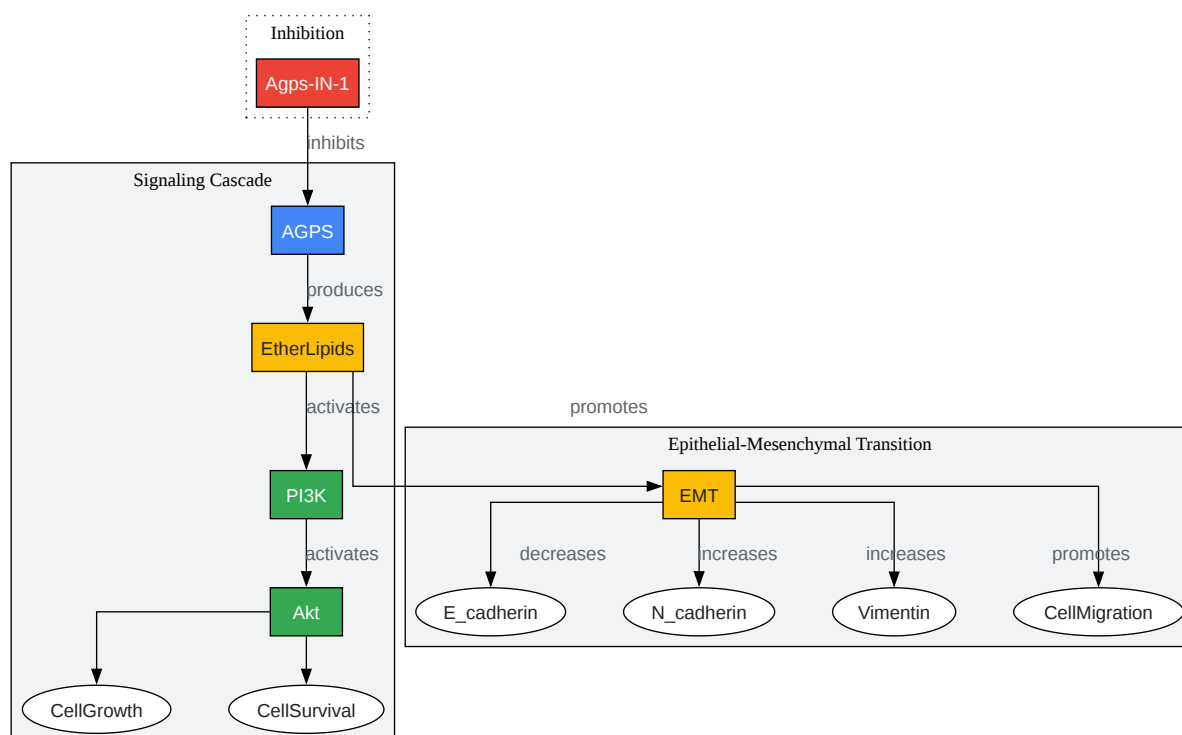 Inhibition
Agps-IN-1
inhibits
Signaling Cascade
AGPS
produces
EtherLipids
activates
promotes
Epithelial-Mesenchymal Transition
PI3K
EMT
activates
decreases
increases
increases
promotes
Akt
E_cadherin
N_cadherin
Vimentin
CellMigration
CellGrowth
CellSurvival